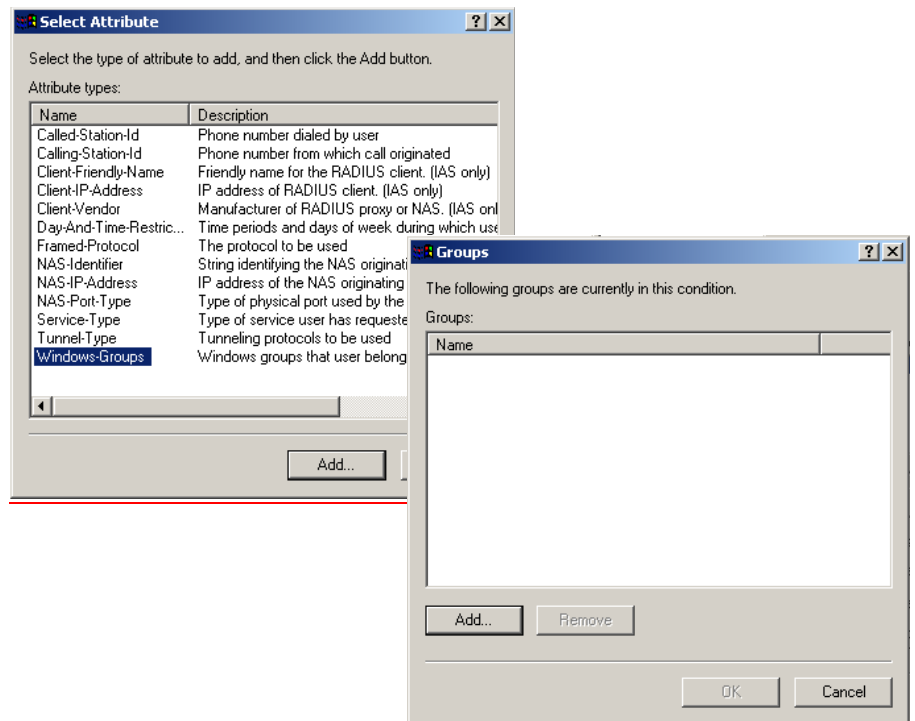 Select Attribute
Select the type of attribute to add, and then click the Add button.
Attribute types:
Name Description
Called-Station-Id Phone number dialed by user
Calling-Station-Id Phone number from which call originated
Client-Friendly-Name Friendly name for the RADIUS client. (IAS only)
Client-IP-Address IP address of RADIUS client. (IAS only)
Client-Vendor Manufacturer of RADIUS proxy or NAS. (IAS onl
Day-And-Time-Restric... Time periods and days of week during which use
Framed-Protocol The protocol to be used
NAS-Identifier String identifying the NAS originati
NAS-IP-Address IP address of the NAS originating
NAS-Port-Type Type of physical port used by the
Service-Type Type of service user has requeste
Tunnel-Type Tunneling protocols to be used
Windows-Groups Windows groups that user belong
Add...
Groups
The following groups are currently in this condition.
Groups:
Name
Add... Remove
OK Cancel